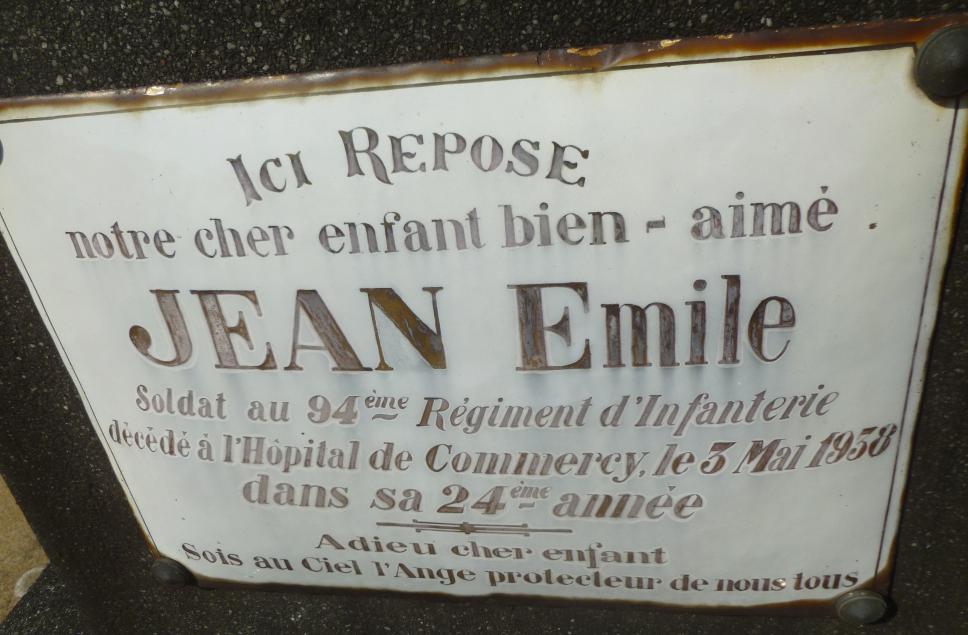 ICI REPOSE
notre cher enfant bien - aimé
JEAN Emile
Soldat au 94ème Régiment d'Infanterie
décédé à l'Hôpital de Commercy, le 3 Mai 1938
dans sa 24ème année
Adieu cher enfant
Sois au Ciel l'Ange protecteur de nous tous